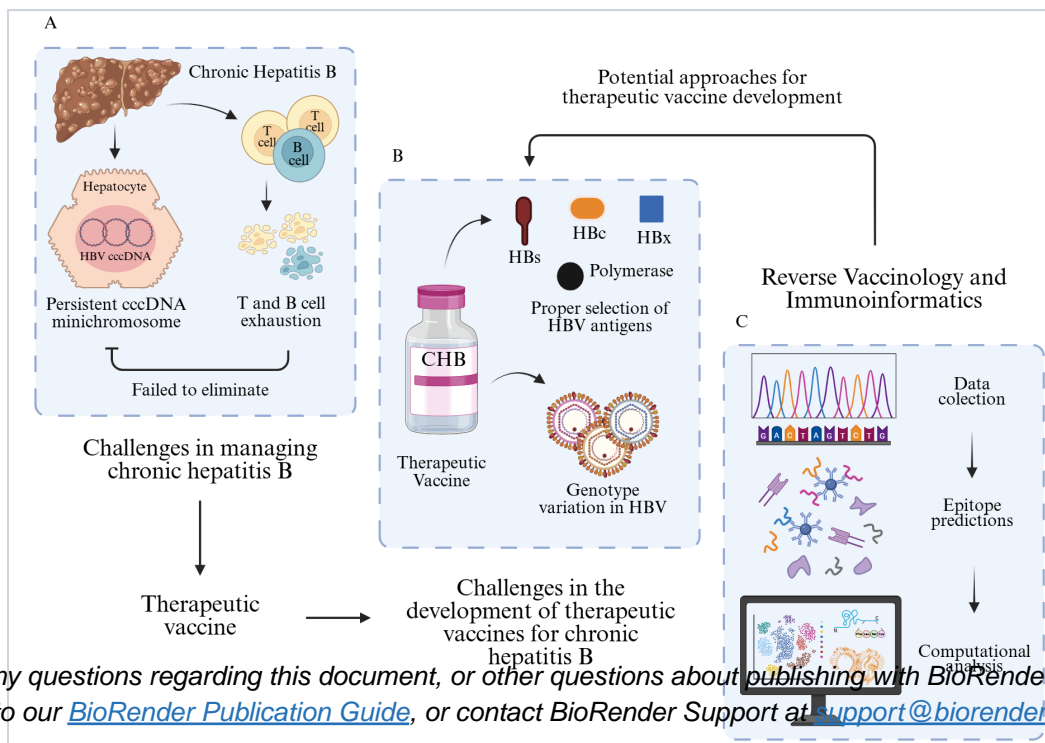 A
Chronic Hepatitis B
T
cell
T
cell
B
cell
Hepatocyte
HBV cccDNA
Persistent cccDNA
minichromosome
T and B cell
exhaustion
Failed to eliminate
Challenges in managing
chronic hepatitis B
Therapeutic
vaccine
Challenges in the
development of therapeutic
vaccines for chronic
hepatitis B
Potential approaches for
therapeutic vaccine development
B
HBs
HBc
HBx
Polymerase
Proper selection of
HBV antigens
CHB
Therapeutic
Vaccine
Genotype
variation in HBV
Reverse Vaccinology and
Immunoinformatics
C
G A C T A G T C T G
Data
colection
Epitope
predictions
Computational
analysis
ny questions regarding this document, or other questions about publishing with BioRende
to our BioRender Publication Guide, or contact BioRender Support at support@biorender